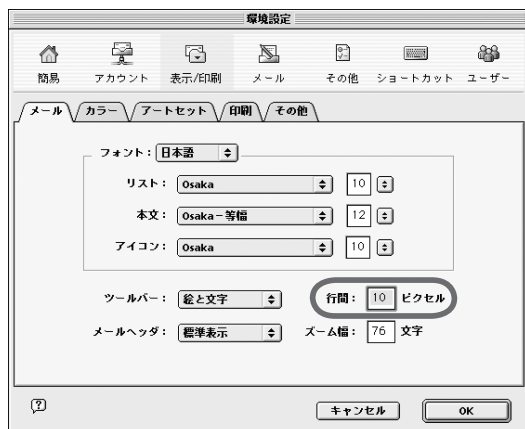 環境設定
簡易 アカウント 表示/印刷 メール その他 ショートカット ユーザー
メール カラー アートセット 印刷 その他
フォント： 日本語
リスト： Osaka 10
本文： Osaka－等幅 12
アイコン： Osaka 10
ツールバー： 絵と文字 行間： 10 ピクセル
メールヘッダ： 標準表示 ズーム幅： 76 文字
? キャンセル OK